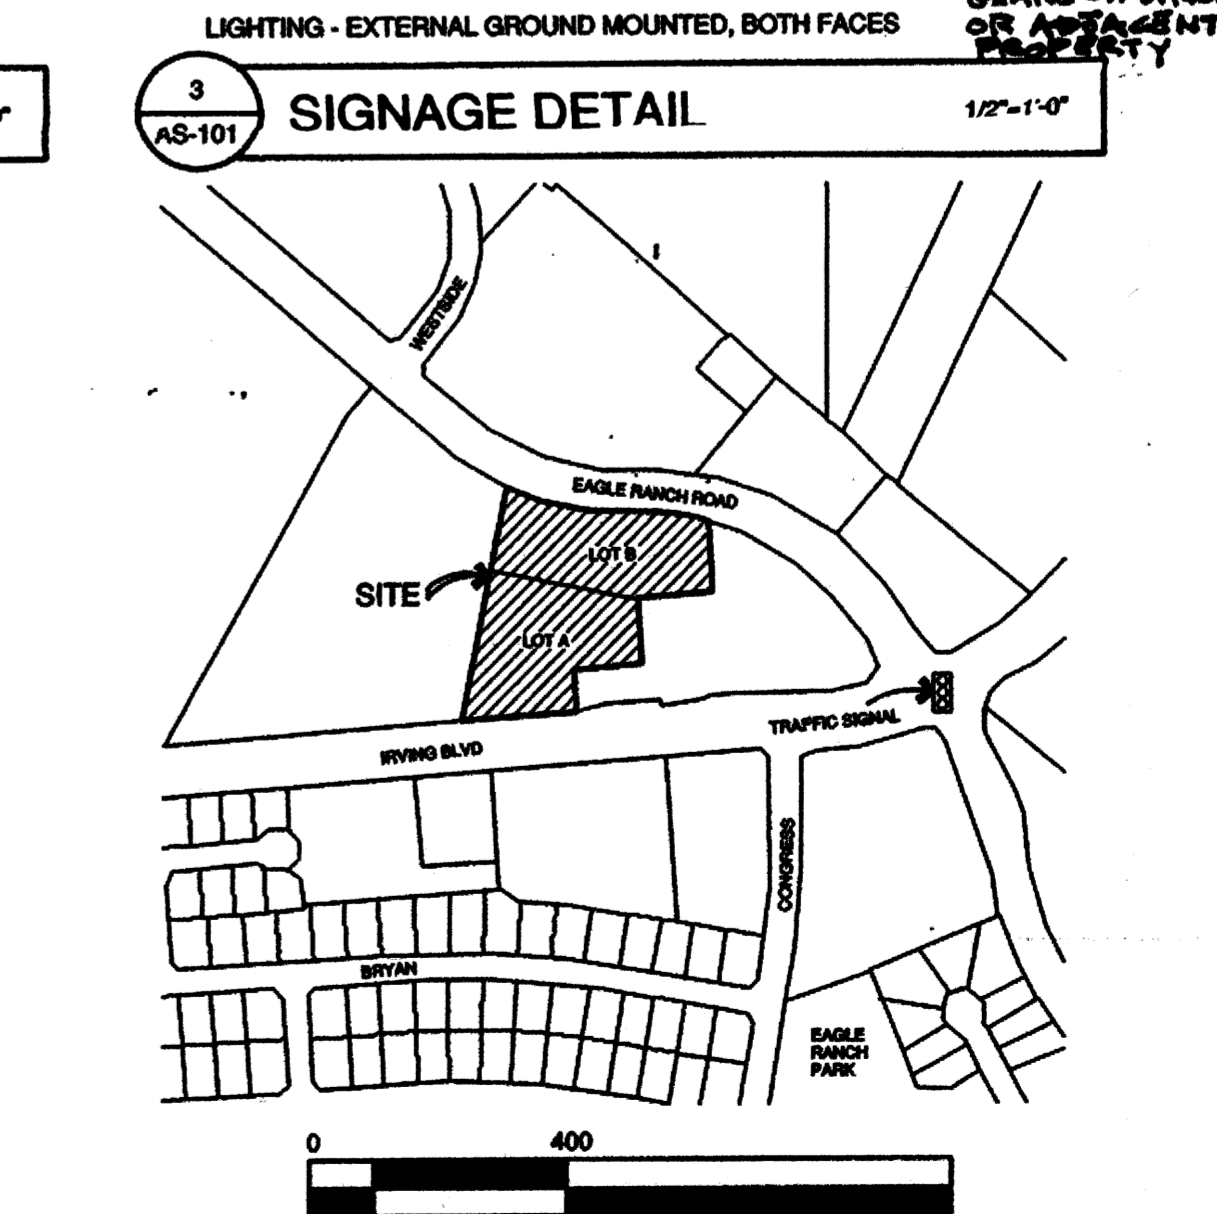 LIGHTING - EXTERNAL GROUND MOUNTED, BOTH FACES
OR ADJACENT
PROPERTY
3
AS-101
SIGNAGE DETAIL
1/2"=1'-0"
WESTSIDE
EAGLE RANCH ROAD
LOT B
SITE
LOT A
TRAFFIC SIGNAL
IRVING BLVD
CONGRESS
BRYAN
EAGLE
RANCH
PARK
0 400